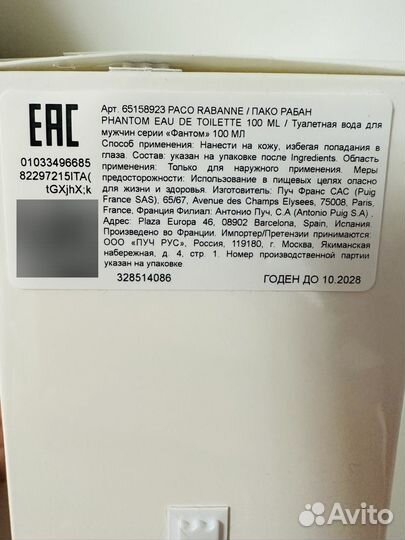 EAC
Арт. 65158923 PACO RABANNE / ПАКО РАБАН
PHANTOM EAU DE TOILETTE 100 ML / Туалетная вода для
мужчин серии «Фантом» 100 МЛ
Способ применения: Нанести на кожу, избегая попадания в
глаза. Состав: указан на упаковке после Ingredients. Область
применения: Только для наружного применения. Меры
предосторожности: Использование в пищевых целях опасно
для жизни и здоровья. Изготовитель: Пуч Франс САС (Puig
France SAS), 65/67, Avenue des Champs Elysees, 75008, Paris,
France, Франция Филиал: Антонио Пуч, С.А (Antonio Puig S.A) .
Адрес: Plaza Europa 46, 08902 Barcelona, Spain, Испания.
Произведено во Франции. Импортер/Претензии принимаются:
ООО «ПУЧ РУС», Россия, 119180, г. Москва, Якиманская
набережная, д. 4, стр. 1. Номер производственной партии
указан на упаковке
01033496685
82297215ITA(
tGXjhX;k
328514086
ГОДЕН ДО 10.2028
Avito